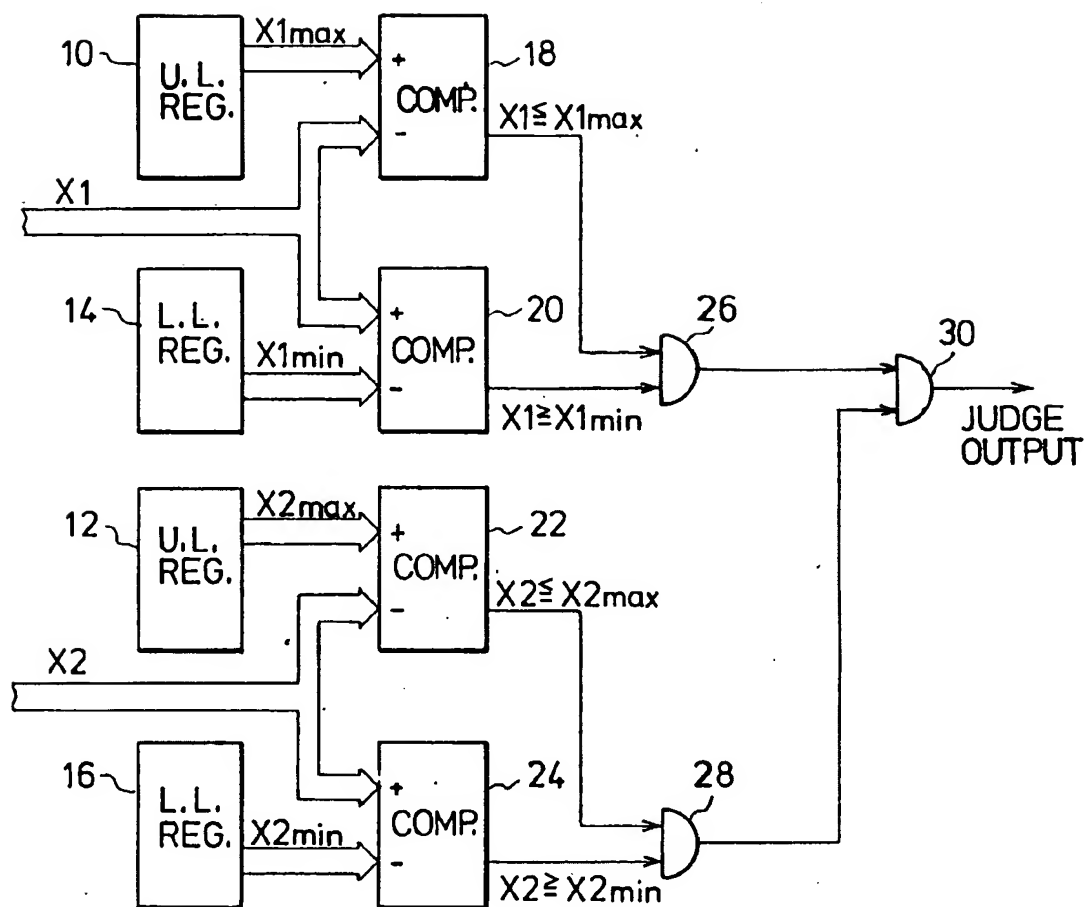 10
U.L.
REG.
X1max
+
COMP.
-
18
X1≦X1max
X1
14
L.L.
REG.
X1min
+
COMP.
-
20
X1≧X1min
26
30
JUDGE
OUTPUT
12
U.L.
REG.
X2max
+
COMP.
-
22
X2≦X2max
X2
16
L.L.
REG.
X2min
+
COMP.
-
24
X2≧X2min
28